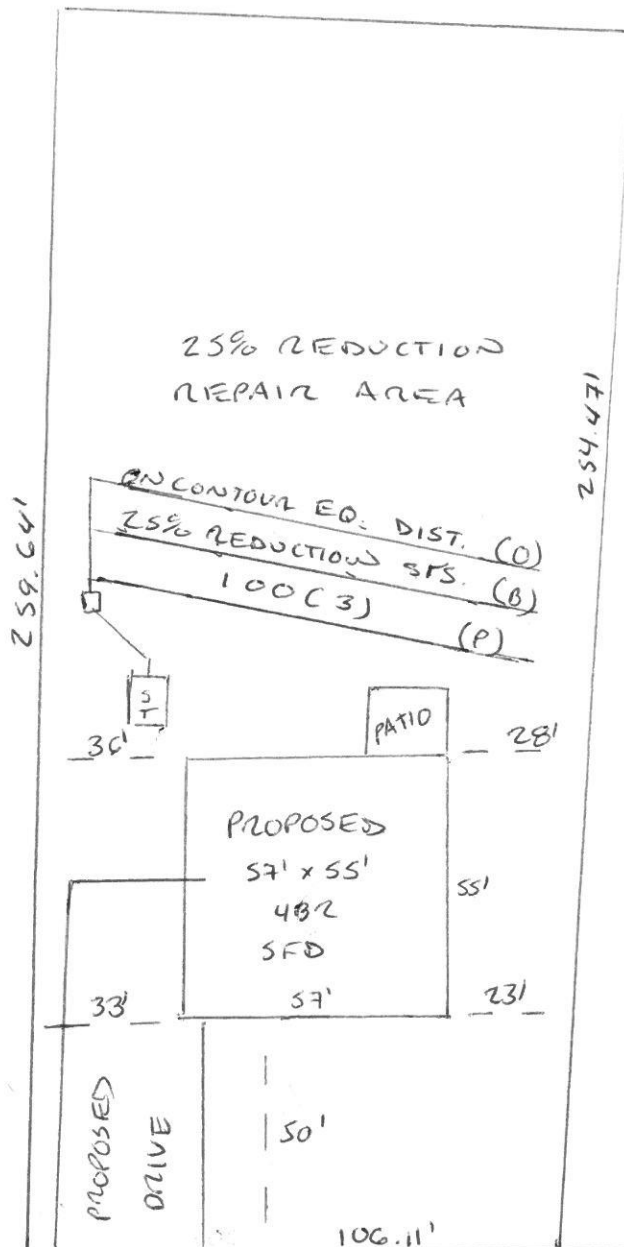 25% REDUCTION
REPAIR AREA
254.47'
259.64'
ON CONTOUR EQ. DIST. (O)
25% REDUCTION SYS. (B)
100(3) (P)
ST
PATIO
36'
28'
PROPOSED
57' x 55'
4BR
SFD
55'
57'
33'
23'
PROPOSED
DRIVE
50'
106.11'